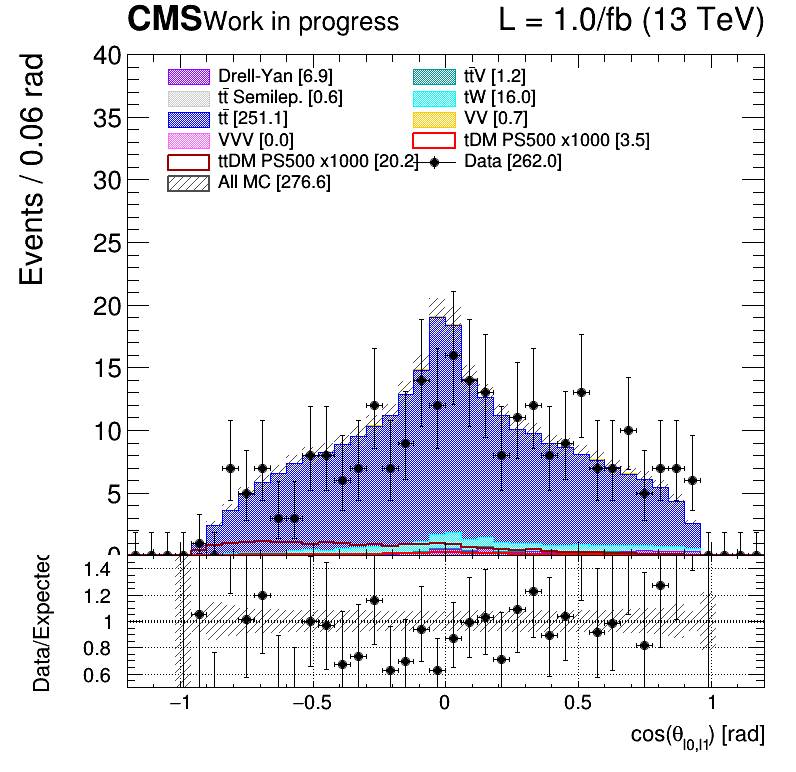 CMS Work in progress L = 1.0/fb (13 TeV)
Events / 0.06 rad
40
35
30
25
20
15
10
5
0
Drell-Yan [6.9] tt̄V [1.2]
tt̄ Semilep. [0.6] tW [16.0]
tt̄ [251.1] VV [0.7]
VVV [0.0] tDM PS500 x1000 [3.5]
ttDM PS500 x1000 [20.2] Data [262.0]
All MC [276.6]
Data/Expected
1.4
1.2
1
0.8
0.6
−1 −0.5 0 0.5 1
cos(θl0,l1) [rad]